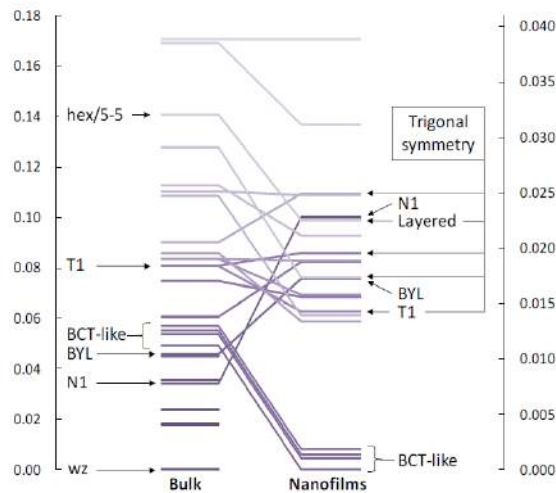 0.18
0.16
0.14
0.12
0.10
0.08
0.06
0.04
0.02
0.00
hex/5-5
T1
BCT-like
BYL
N1
wz
Bulk
Nanofilms
Trigonal
symmetry
N1
Layered
BYL
T1
BCT-like
0.040
0.035
0.030
0.025
0.020
0.015
0.010
0.005
0.000